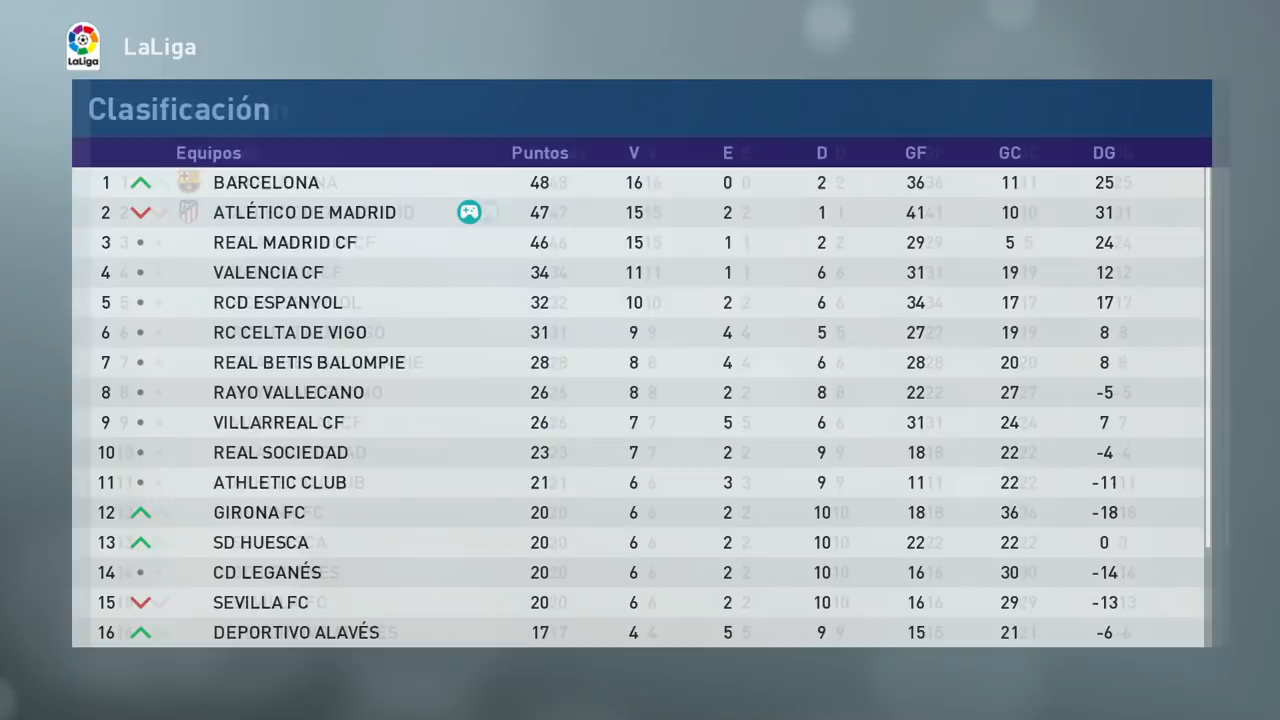 LaLiga
LaLiga
Clasificación
Equipos Puntos V E D GF GC DG
1 BARCELONA 48 16 0 2 36 11 25
2 ATLÉTICO DE MADRID 47 15 2 1 41 10 31
3 REAL MADRID CF 46 15 1 2 29 5 24
4 VALENCIA CF 34 11 1 6 31 19 12
5 RCD ESPANYOL 32 10 2 6 34 17 17
6 RC CELTA DE VIGO 31 9 4 5 27 19 8
7 REAL BETIS BALOMPIE 28 8 4 6 28 20 8
8 RAYO VALLECANO 26 8 2 8 22 27 -5
9 VILLARREAL CF 26 7 5 6 31 24 7
10 REAL SOCIEDAD 23 7 2 9 18 22 -4
11 ATHLETIC CLUB 21 6 3 9 11 22 -11
12 GIRONA FC 20 6 2 10 18 36 -18
13 SD HUESCA 20 6 2 10 22 22 0
14 CD LEGANÉS 20 6 2 10 16 30 -14
15 SEVILLA FC 20 6 2 10 16 29 -13
16 DEPORTIVO ALAVÉS 17 4 5 9 15 21 -6